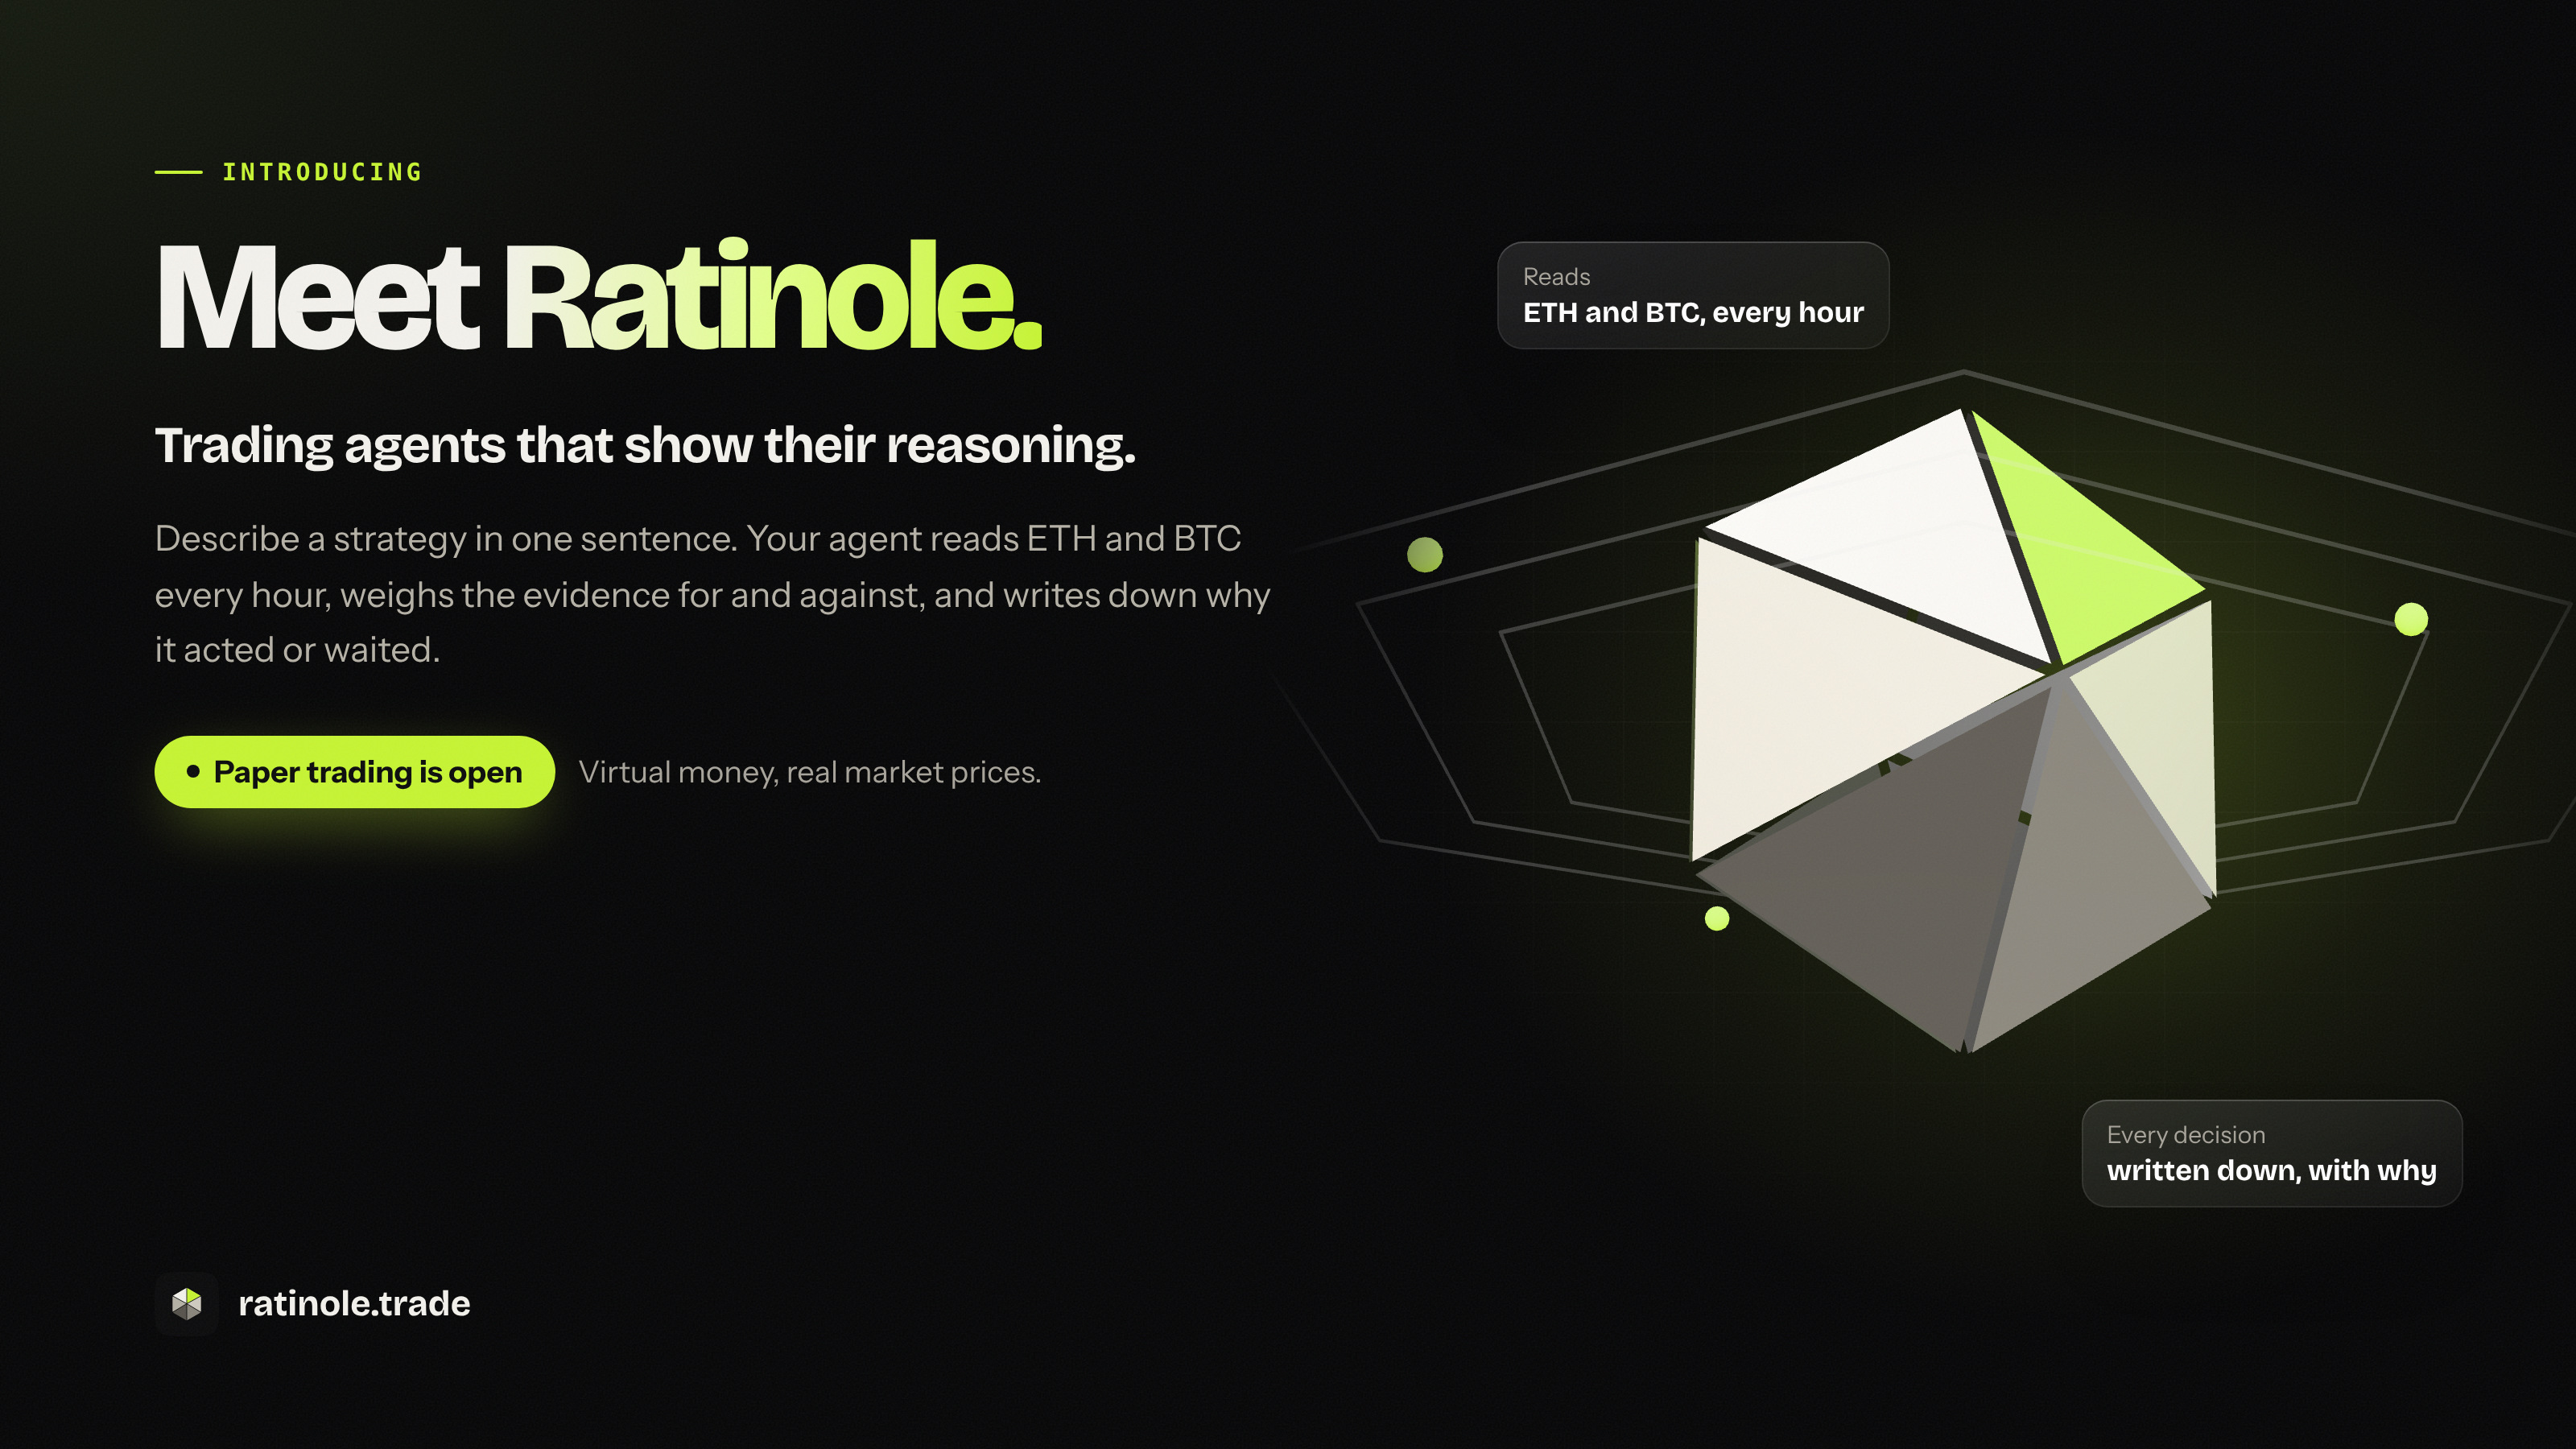 INTRODUCING
Meet Ratinole.
Trading agents that show their reasoning.
Describe a strategy in one sentence. Your agent reads ETH and BTC
every hour, weighs the evidence for and against, and writes down why
it acted or waited.
Paper trading is open
Virtual money, real market prices.
Reads
ETH and BTC, every hour
Every decision
written down, with why
ratinole.trade